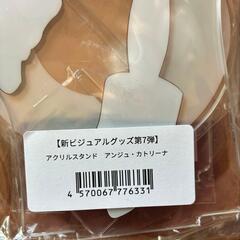 【新ビジュアルグッズ第7弾】
アクリルスタンド　アンジュ・カトリーナ
4 570067 776331